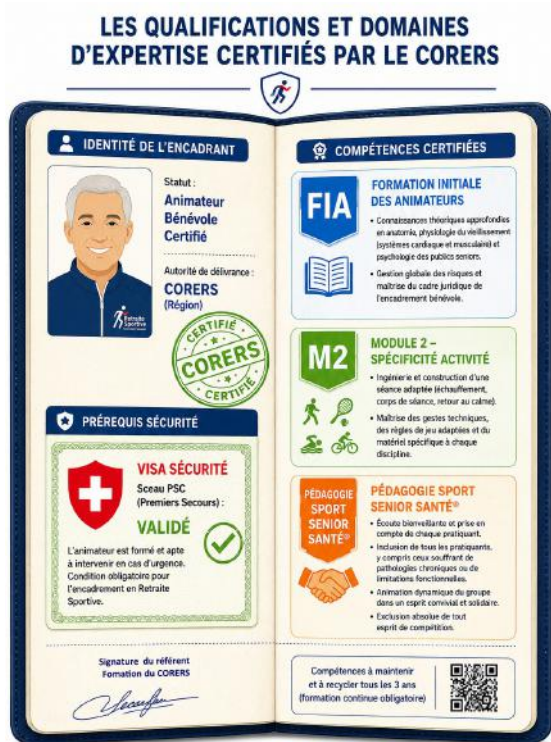 LES QUALIFICATIONS ET DOMAINES
D'EXPERTISE CERTIFIÉS PAR LE CORERS
IDENTITÉ DE L'ENCADRANT
Statut :
Animateur
Bénévole
Certifié
Autorité de délivrance :
CORERS
(Région)
Retraite
Sportive
CERTIFIÉ
CORERS
CERTIFIÉ
PRÉREQUIS SÉCURITÉ
VISA SÉCURITÉ
Sceau PSC
(Premiers Secours) :
VALIDÉ
L'animateur est formé et apte
à intervenir en cas d'urgence.
Condition obligatoire pour
l'encadrement en Retraite
Sportive.
Signature du référent
Fomation du CORERS
COMPÉTENCES CERTIFIÉES
FIA
FORMATION INITIALE
DES ANIMATEURS
• Connaissances théoriques approfondies
en anatomie, physiologie du vieillissement
(systèmes cardiaque et musculaire) et
psychologie des publics seniors.
• Gestion globale des risques et
maîtrise du cadre juridique de
l'encadrement bénévole.
M2
MODULE 2 –
SPÉCIFICITÉ ACTIVITÉ
• Ingénierie et construction d'une
séance adaptée (échauffement,
corps de séance, retour au calme).
• Maîtrise des gestes techniques,
des règles de jeu adaptées et du
matériel spécifique à chaque
discipline.
PÉDAGOGIE
SPORT
SENIOR
SANTÉ®
PÉDAGOGIE SPORT
SENIOR SANTÉ®
• Écoute bienveillante et prise en
compte de chaque pratiquant.
• Inclusion de tous les pratiquants,
y compris ceux souffrant de
pathologies chroniques ou de
limitations fonctionnelles.
• Animation dynamique du groupe
dans un esprit convivial et solidaire.
• Exclusion absolue de tout
esprit de compétition.
Compétences à maintenir
et à recycler tous les 3 ans
(formation continue obligatoire)